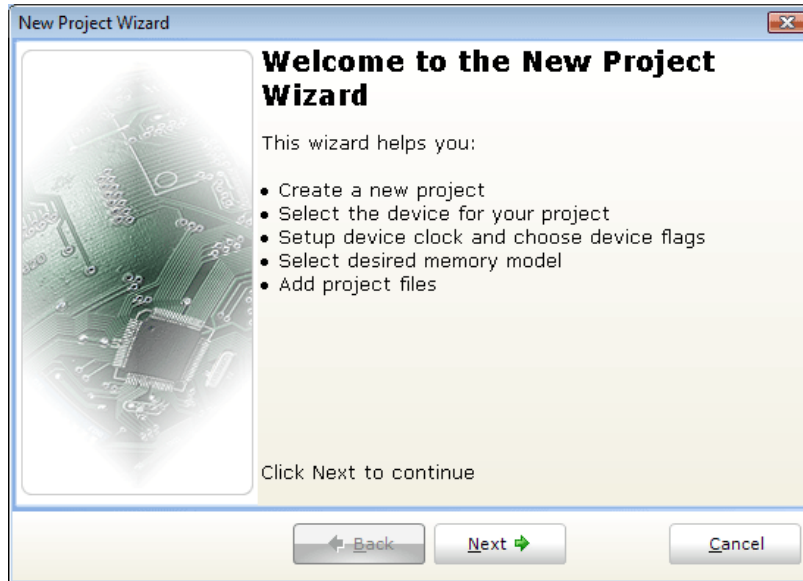 New Project Wizard
Welcome to the New Project
Wizard
This wizard helps you:
• Create a new project
• Select the device for your project
• Setup device clock and choose device flags
• Select desired memory model
• Add project files
Click Next to continue
Back Next Cancel